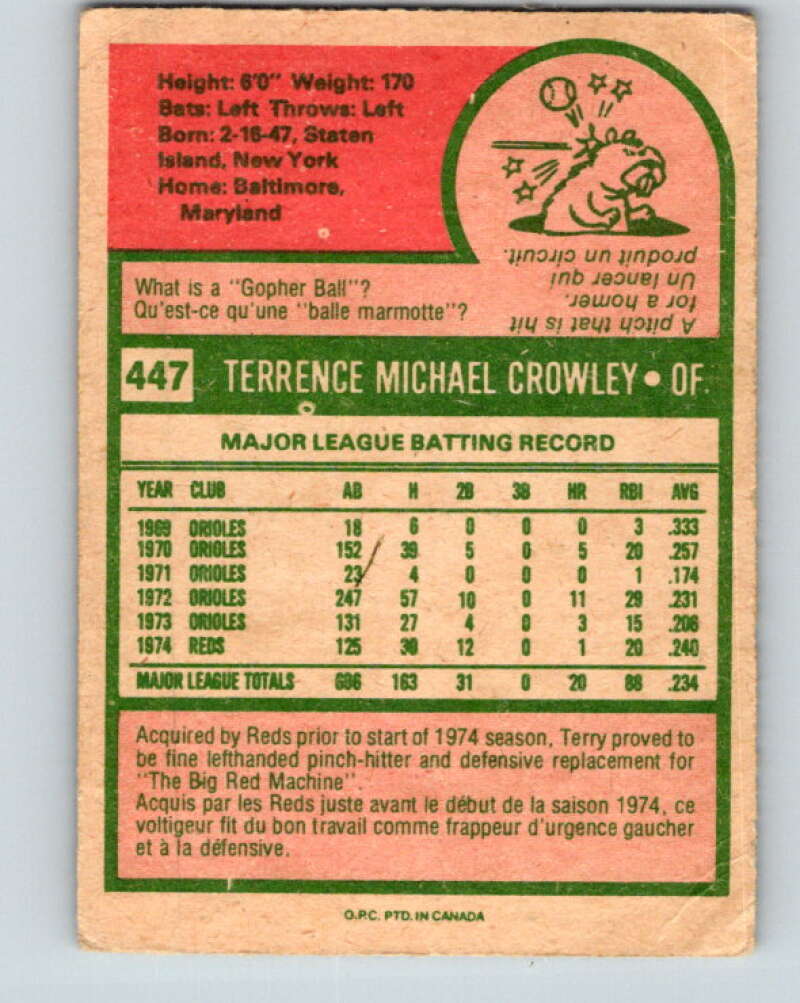 Height: 6'0" Weight: 170
Bats: Left Throws: Left
Born: 2-16-47, Staten
Island, New York
Home: Baltimore,
Maryland
What is a "Gopher Ball"?
Qu'est-ce qu'une "balle marmotte"?
A pitch that is hit
for a homer.
Un lancer qui
produit un circuit.
447 TERRENCE MICHAEL CROWLEY • OF.
MAJOR LEAGUE BATTING RECORD
YEAR CLUB AB H 2B 3B HR RBI AVG
1969 ORIOLES 18 6 0 0 0 3 .333
1970 ORIOLES 152 39 5 0 5 20 .257
1971 ORIOLES 23 4 0 0 0 1 .174
1972 ORIOLES 247 57 10 0 11 29 .231
1973 ORIOLES 131 27 4 0 3 15 .206
1974 REDS 125 30 12 0 1 20 .240
MAJOR LEAGUE TOTALS 696 163 31 0 20 88 .234
Acquired by Reds prior to start of 1974 season, Terry proved to
be fine lefthanded pinch-hitter and defensive replacement for
"The Big Red Machine"
Acquis par les Reds juste avant le début de la saison 1974, ce
voltigeur fit du bon travail comme frappeur d'urgence gaucher
et à la défensive.
O.P.C. PTD. IN CANADA